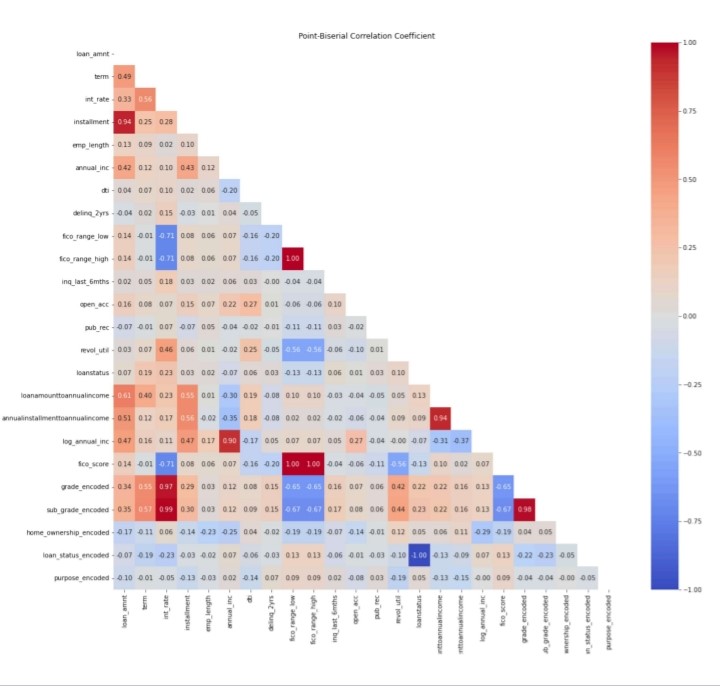 Point-Biserial Correlation Coefficient
loan_amnt
term 0.49
int_rate 0.33 0.56
installment 0.94 0.25 0.28
emp_length 0.13 0.09 0.02 0.10
annual_inc 0.42 0.12 0.10 0.43 0.12
dti 0.04 0.07 0.10 0.02 0.06 -0.20
delinq_2yrs -0.04 0.02 0.15 -0.03 0.01 0.04 -0.05
fico_range_low 0.14 -0.01 -0.71 0.08 0.06 0.07 -0.16 -0.20
fico_range_high 0.14 -0.01 -0.71 0.08 0.06 0.07 -0.16 -0.20 1.00
inq_last_6mths 0.02 0.05 0.18 0.03 0.02 0.06 0.03 -0.00 -0.04 -0.04
open_acc 0.16 0.08 0.07 0.15 0.07 0.22 0.27 0.01 -0.06 -0.06 0.10
pub_rec -0.07 -0.01 0.07 -0.07 0.05 -0.04 -0.02 -0.01 -0.11 -0.11 0.03 -0.02
revol_util 0.03 0.07 0.46 0.06 0.01 -0.02 0.25 -0.05 -0.56 -0.56 -0.06 -0.10 0.01
loanstatus 0.07 0.19 0.23 0.03 0.02 -0.07 0.06 0.03 -0.13 -0.13 0.06 0.01 0.03 0.10
loanamounttoannualincome 0.61 0.40 0.23 0.55 0.01 -0.30 0.19 -0.08 0.10 0.10 -0.03 -0.04 -0.05 0.05 0.13
annualinstallmenttoannualincome 0.51 0.12 0.17 0.56 -0.02 -0.35 0.18 -0.08 0.02 0.02 -0.02 -0.06 -0.04 0.09 0.09 0.94
log_annual_inc 0.47 0.16 0.11 0.47 0.17 0.90 -0.17 0.05 0.07 0.07 0.05 0.27 -0.04 -0.00 -0.07 -0.31 -0.37
fico_score 0.14 -0.01 -0.71 0.08 0.06 0.07 -0.16 -0.20 1.00 1.00 -0.04 -0.06 -0.11 -0.56 -0.13 0.10 0.02 0.07
grade_encoded 0.34 0.55 0.97 0.29 0.03 0.12 0.08 0.15 -0.65 -0.65 0.16 0.07 0.06 0.42 0.22 0.22 0.16 0.13 -0.65
sub_grade_encoded 0.35 0.57 0.99 0.30 0.03 0.12 0.09 0.15 -0.67 -0.67 0.17 0.08 0.06 0.44 0.23 0.22 0.16 0.13 -0.67 0.98
home_ownership_encoded -0.17 -0.11 0.06 -0.14 -0.23 -0.25 0.04 -0.02 -0.19 -0.19 -0.07 -0.14 0.01 0.12 0.05 0.06 0.11 -0.29 -0.19 0.04 0.05
loan_status_encoded -0.07 -0.19 -0.23 -0.03 -0.02 0.07 -0.06 -0.03 0.13 0.13 -0.06 -0.01 -0.03 -0.10 -1.00 -0.13 -0.09 0.07 0.13 -0.22 -0.23 -0.05
purpose_encoded -0.10 -0.01 -0.05 -0.13 -0.03 0.02 -0.14 0.07 0.09 0.09 0.02 -0.08 0.03 -0.19 0.05 -0.13 -0.15 -0.00 0.09 -0.04 -0.04 -0.00 -0.05
loan_amnt
term
int_rate
installment
emp_length
annual_inc
dti
delinq_2yrs
fico_range_low
fico_range_high
inq_last_6mths
open_acc
pub_rec
revol_util
loanstatus
nttoannualincome
nttoannualincome
log_annual_inc
fico_score
grade_encoded
ub_grade_encoded
wnership_encoded
in_status_encoded
purpose_encoded
1.00
0.75
0.50
0.25
0.00
-0.25
-0.50
-0.75
-1.00